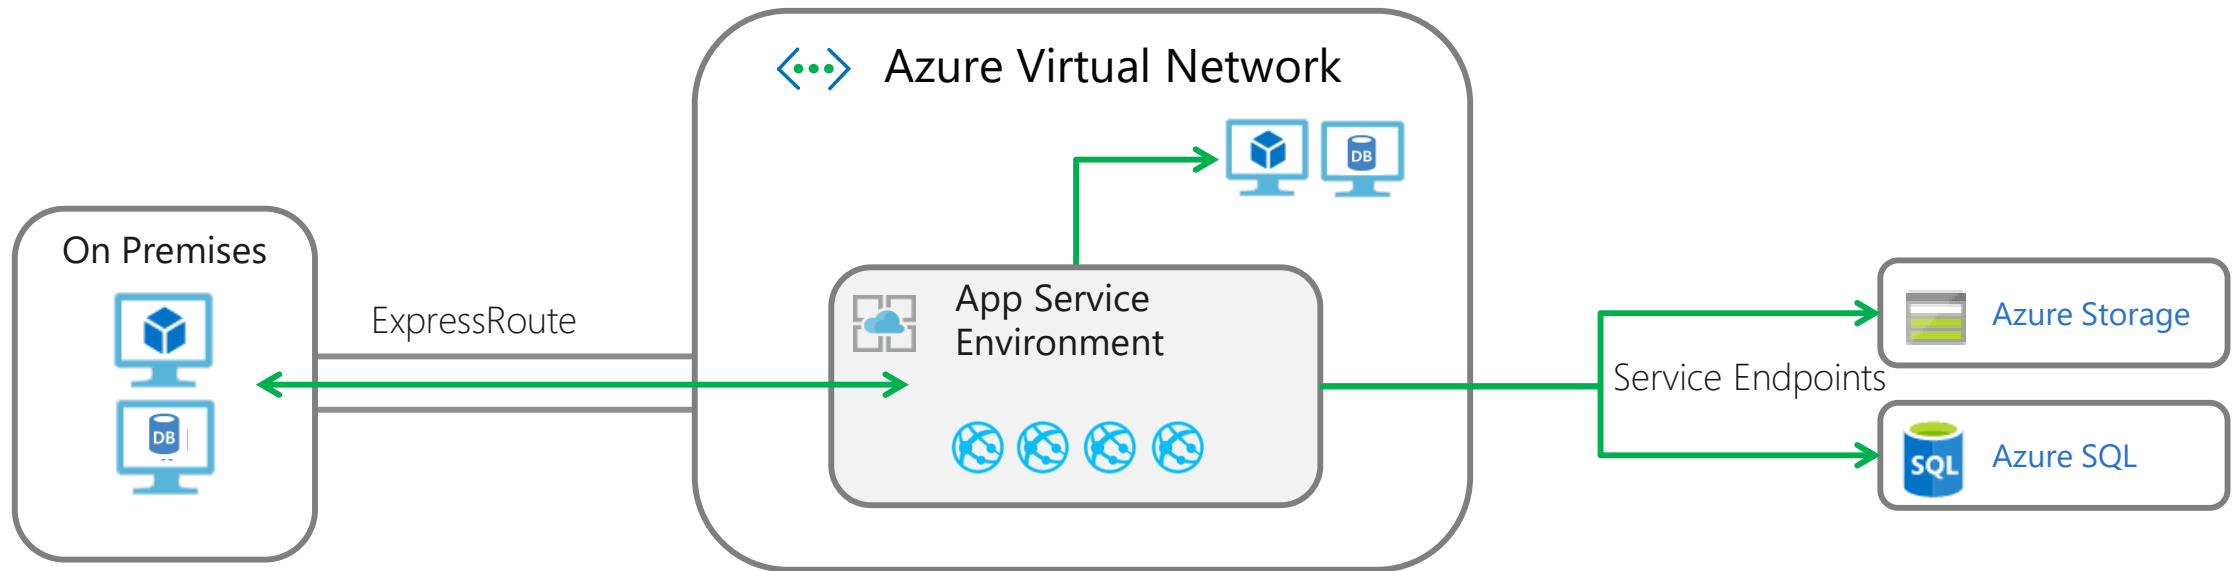 Azure Virtual Network
DB
On Premises
App Service
Environment
ExpressRoute
Azure Storage
Service Endpoints
DB
SQL
Azure SQL